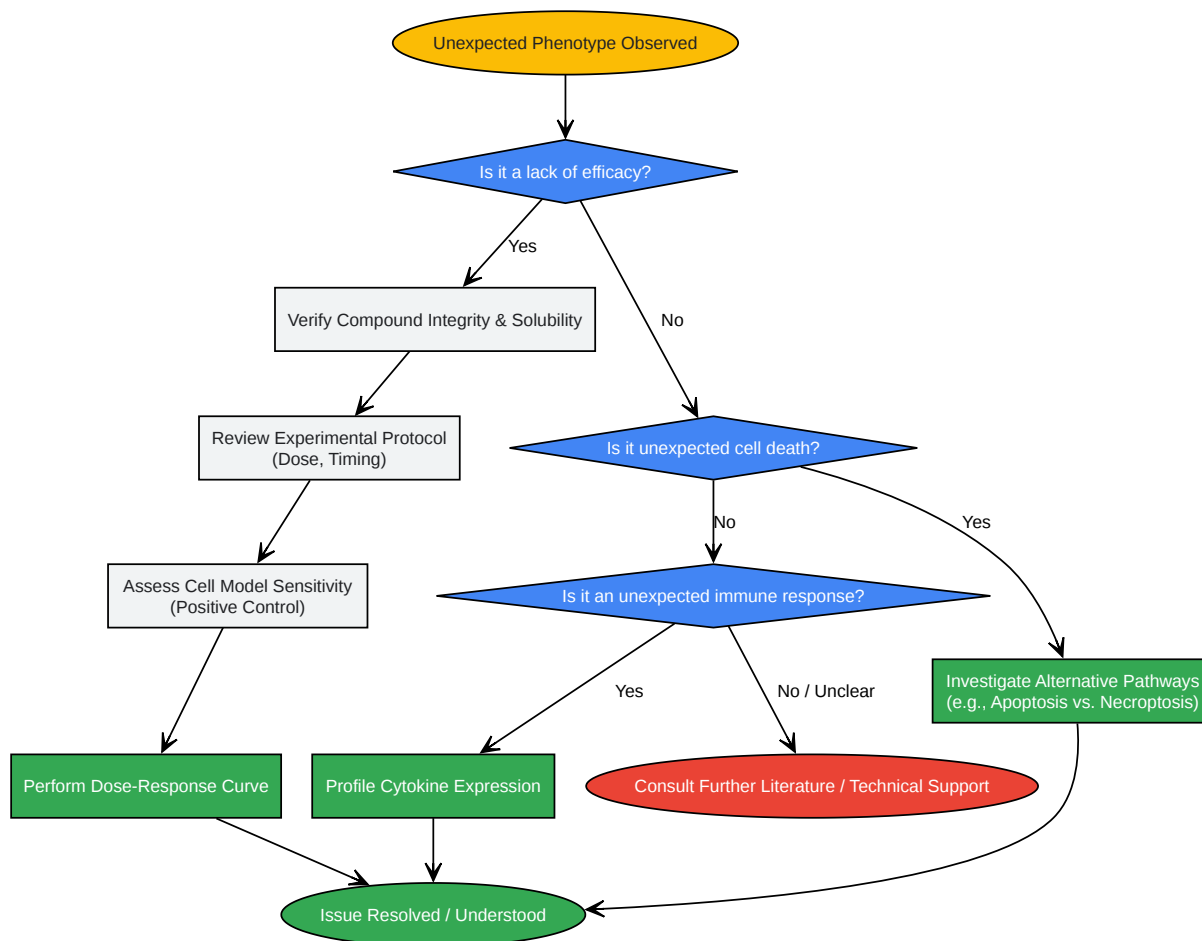 Unexpected Phenotype Observed
Is it a lack of efficacy?
Yes
Verify Compound Integrity & Solubility
No
Review Experimental Protocol
(Dose, Timing)
Is it unexpected cell death?
No
Yes
Assess Cell Model Sensitivity
(Positive Control)
Is it an unexpected immune response?
Yes
No / Unclear
Investigate Alternative Pathways
(e.g., Apoptosis vs. Necroptosis)
Perform Dose-Response Curve
Profile Cytokine Expression
Consult Further Literature / Technical Support
Issue Resolved / Understood